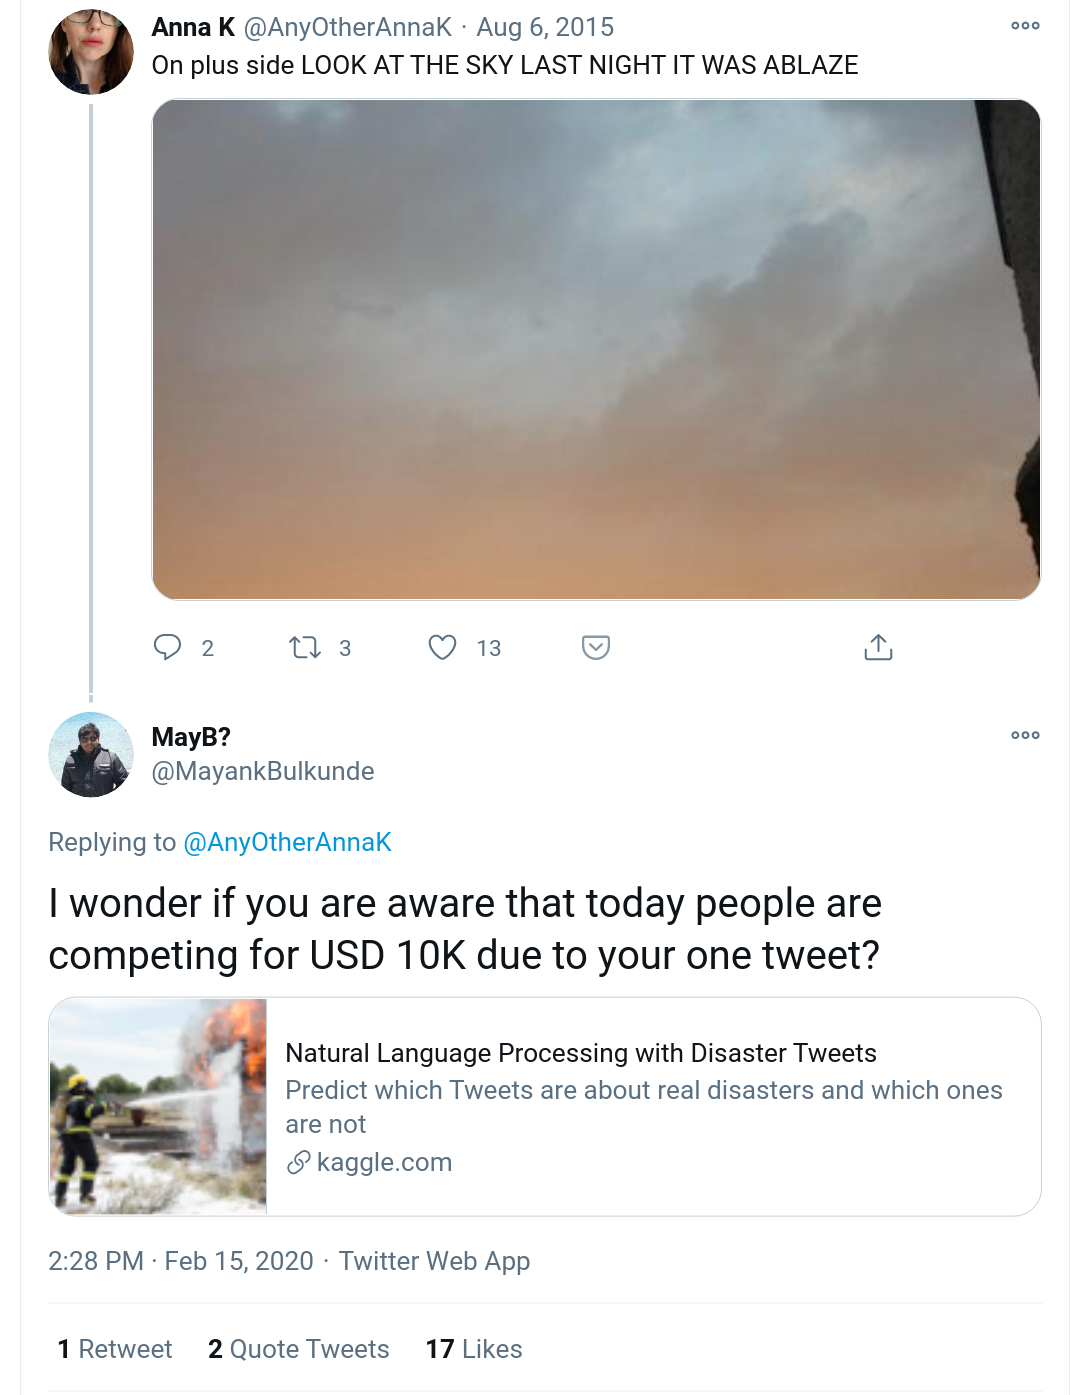 Anna K @AnyOtherAnnaK · Aug 6, 2015
On plus side LOOK AT THE SKY LAST NIGHT IT WAS ABLAZE
2 3 13
MayB?
@MayankBulkunde
Replying to @AnyOtherAnnaK
I wonder if you are aware that today people are
competing for USD 10K due to your one tweet?
Natural Language Processing with Disaster Tweets
Predict which Tweets are about real disasters and which ones
are not
kaggle.com
2:28 PM · Feb 15, 2020 · Twitter Web App
1 Retweet 2 Quote Tweets 17 Likes